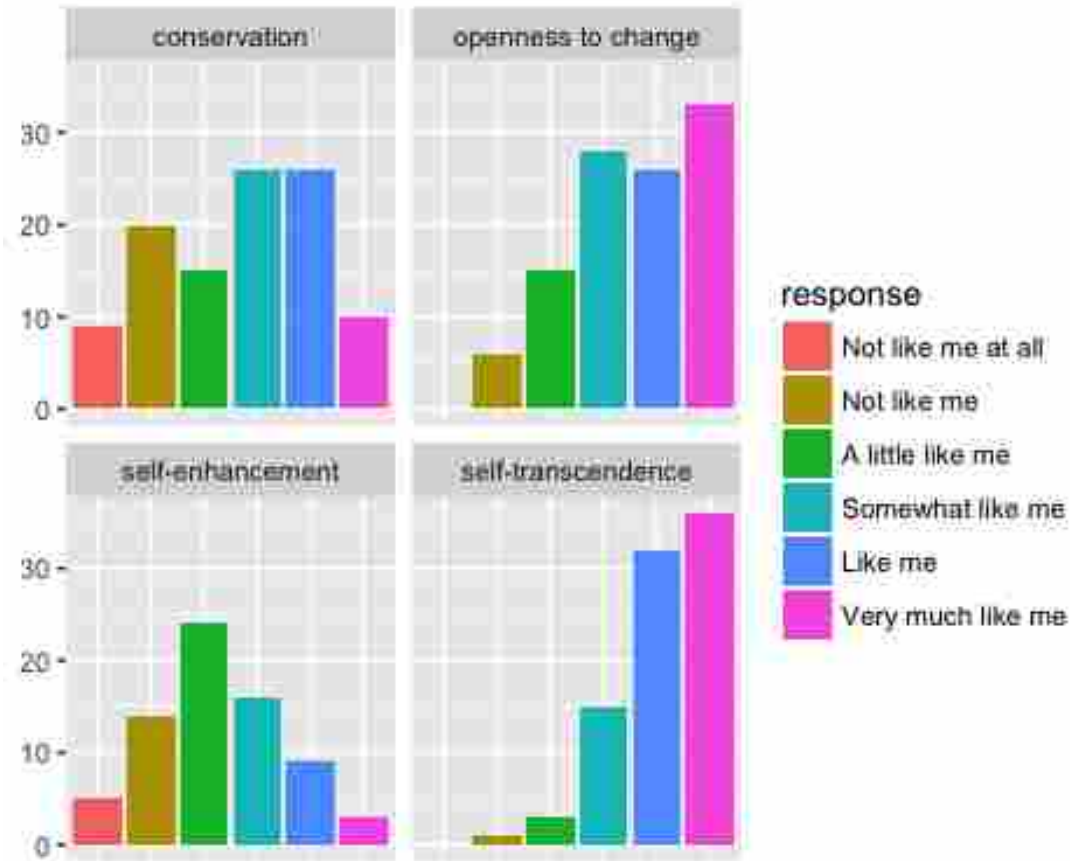 conservation
openness to change
30
20
10
0
self-enhancement
self-transcendence
30
20
10
0
response
Not like me at all
Not like me
A little like me
Somewhat like me
Like me
Very much like me